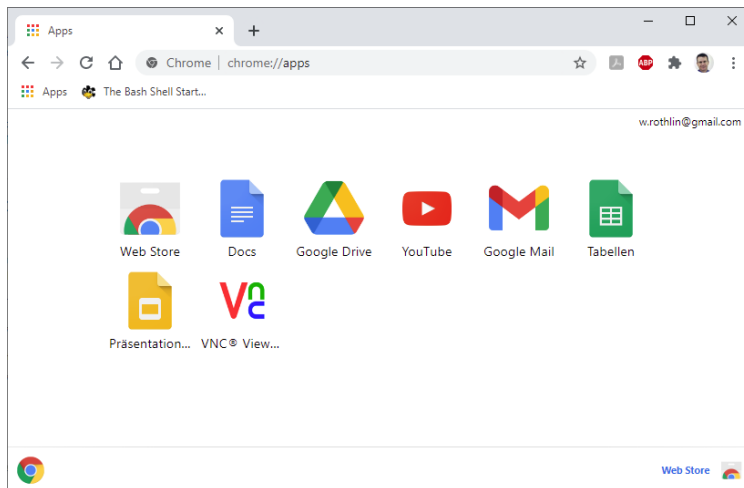 Apps
Chrome | chrome://apps
ABP
Apps The Bash Shell Start...
w.rothlin@gmail.com
Web Store Docs Google Drive YouTube Google Mail Tabellen
Präsentation... VNC® View...
Web Store